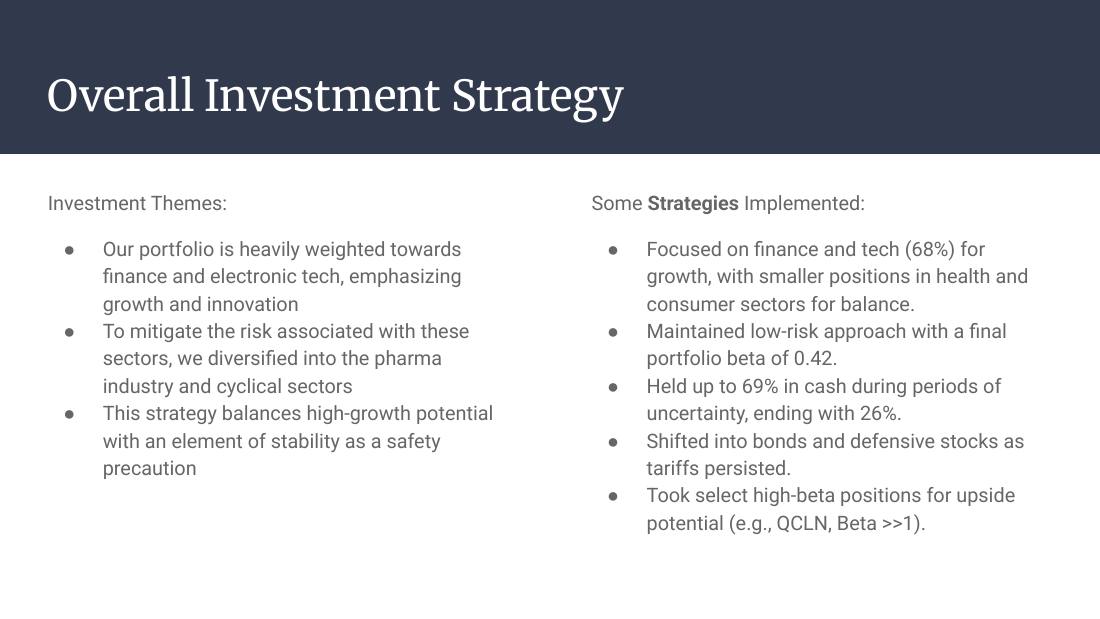 Overall Investment Strategy
Investment Themes:
● Our portfolio is heavily weighted towards
finance and electronic tech, emphasizing
growth and innovation
● To mitigate the risk associated with these
sectors, we diversified into the pharma
industry and cyclical sectors
● This strategy balances high-growth potential
with an element of stability as a safety
precaution
Some Strategies Implemented:
● Focused on finance and tech (68%) for
growth, with smaller positions in health and
consumer sectors for balance.
● Maintained low-risk approach with a final
portfolio beta of 0.42.
● Held up to 69% in cash during periods of
uncertainty, ending with 26%.
● Shifted into bonds and defensive stocks as
tariffs persisted.
● Took select high-beta positions for upside
potential (e.g., QCLN, Beta >>1).